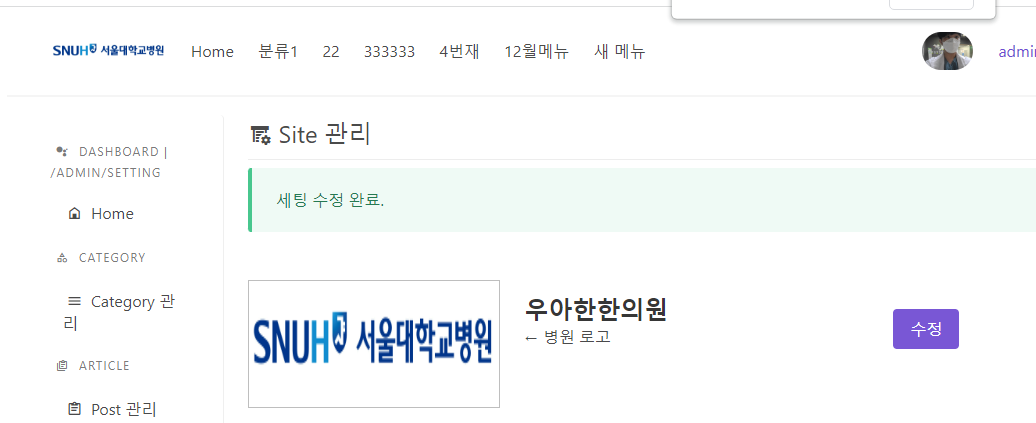 SNUH 서울대학교병원 Home 분류1 22 333333 4번재 12월메뉴 새 메뉴 admi
DASHBOARD |
/ADMIN/SETTING
Home
CATEGORY
Category 관
리
ARTICLE
Post 관리
Site 관리
세팅 수정 완료.
SNUH 서울대학교병원
우아한한의원
← 병원 로고
수정